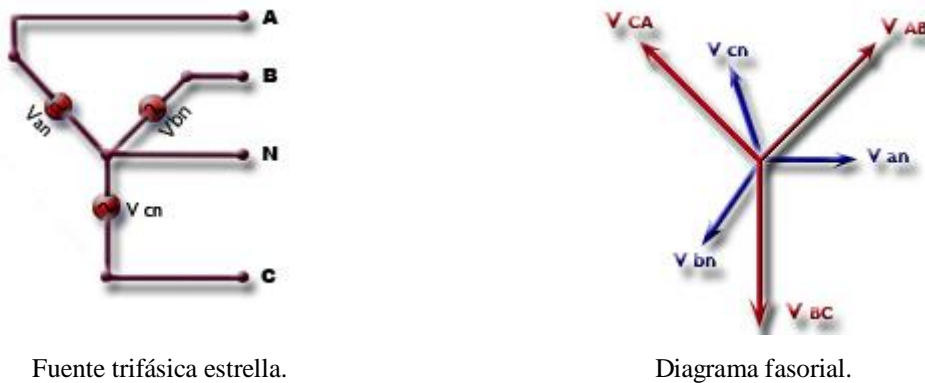 A
B
Van
Vbn
N
V cn
C
V CA
V AB
V cn
V an
V bn
V BC
Fuente trifásica estrella.
Diagrama fasorial.